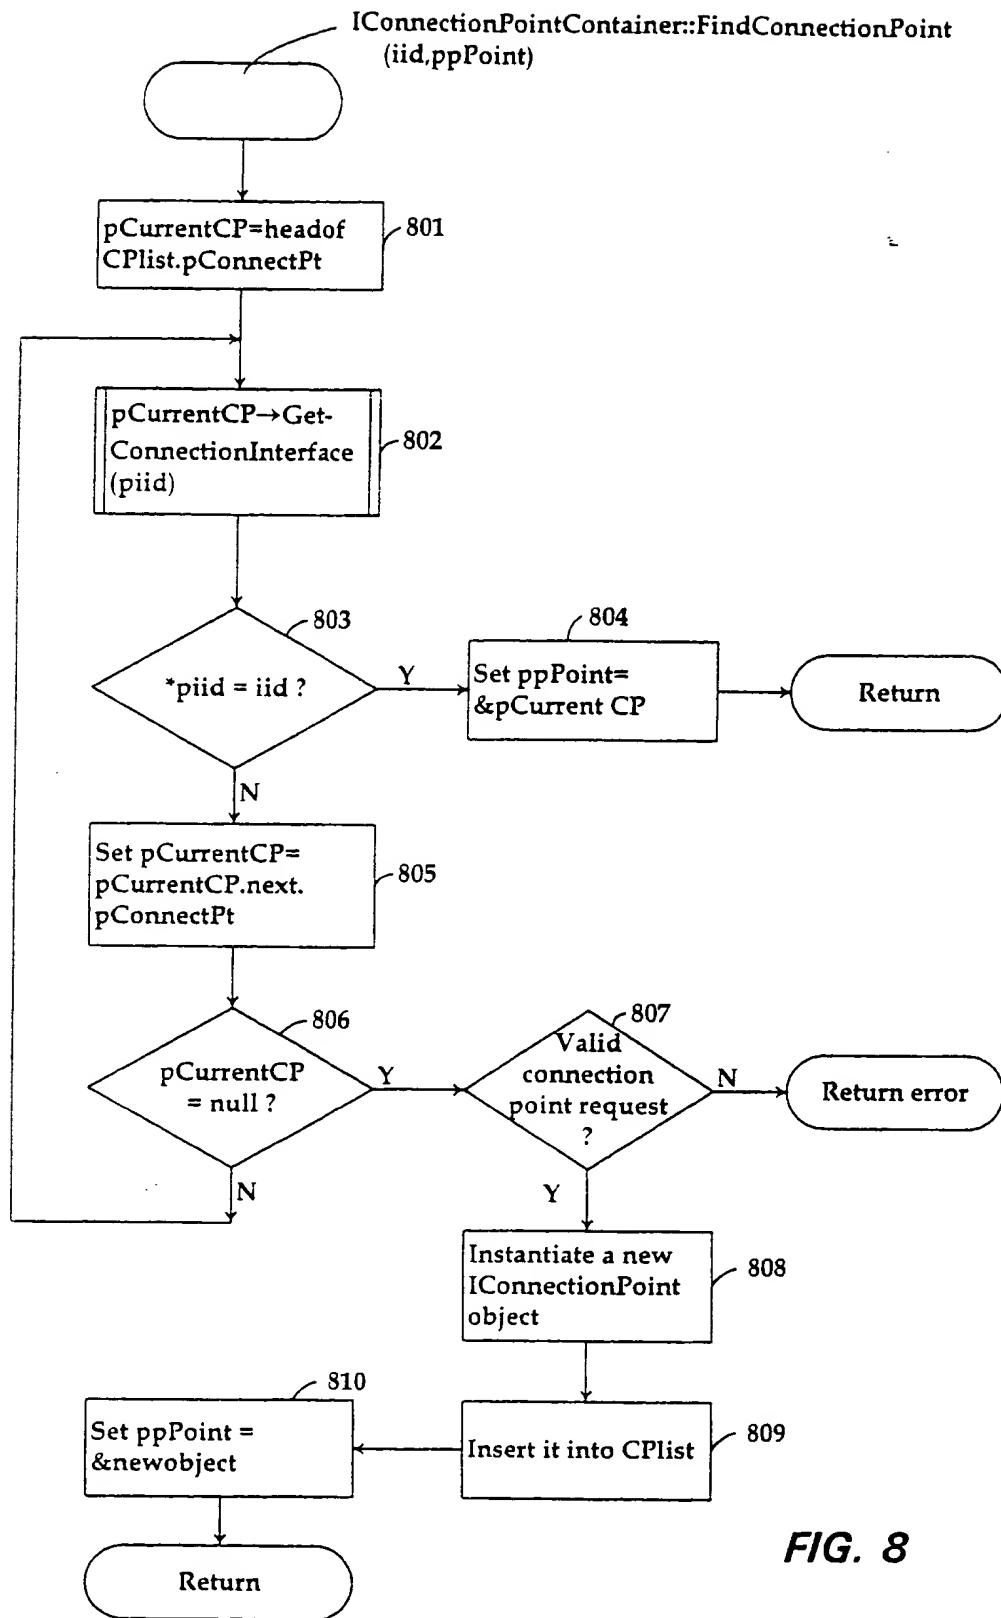 IConnectionPointContainer::FindConnectionPoint
(iid,ppPoint)
pCurrentCP=headof
CPlist.pConnectPt
801
pCurrentCP→Get-
ConnectionInterface
(piid)
802
803
*piid = iid ?
Y
804
Set ppPoint=
&pCurrent CP
Return
N
Set pCurrentCP=
pCurrentCP.next.
pConnectPt
805
806
pCurrentCP
= null ?
Y
N
807
Valid
connection
point request
?
N
Return error
Y
Instantiate a new
IConnectionPoint
object
808
Insert it into CPlist
809
810
Set ppPoint =
&newobject
Return
FIG. 8